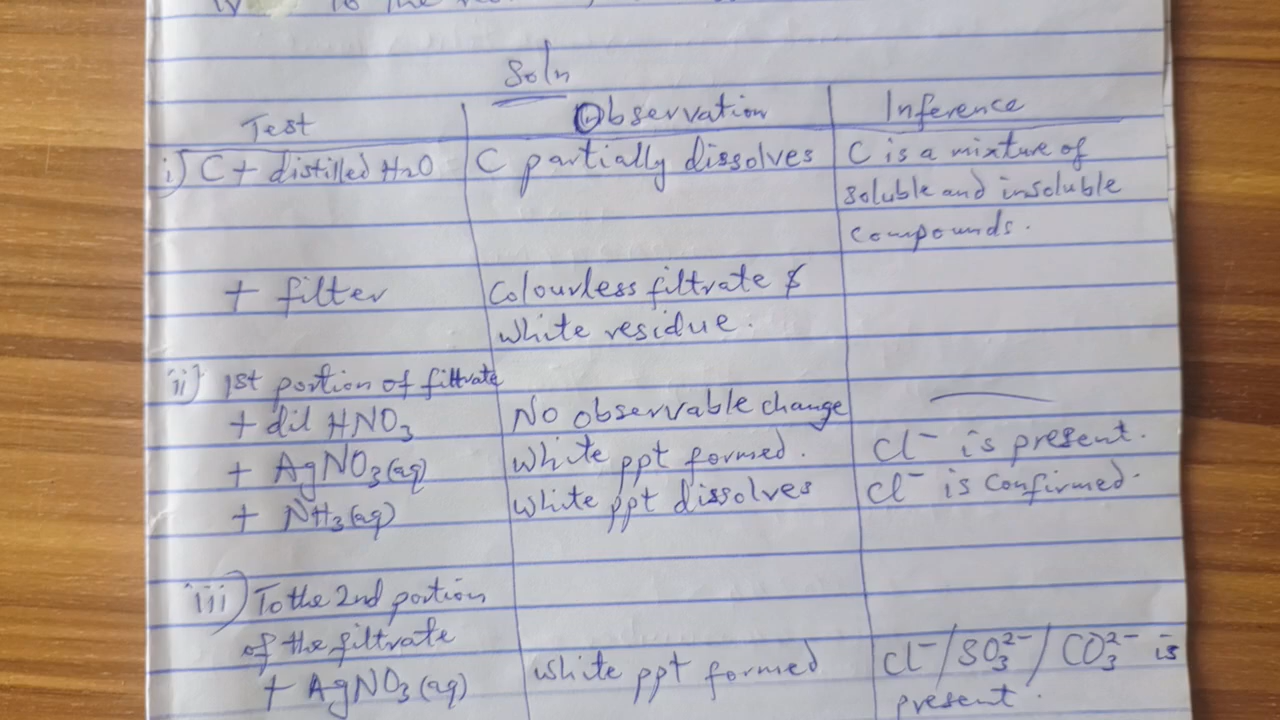 to the
Soln
Test Observation Inference
i) C + distilled H2O C partially dissolves C is a mixture of
soluble and insoluble
compounds.
+ filter Colourless filtrate &
white residue.
ii) 1st portion of filtrate
+ dil HNO3 No observable change —
+ AgNO3(aq) White ppt formed. Cl⁻ is present.
+ NH3(aq) White ppt dissolves Cl⁻ is confirmed.
iii) To the 2nd portion
of the filtrate
+ AgNO3(aq) White ppt formed Cl⁻/SO3²⁻/CO3²⁻ is
present.